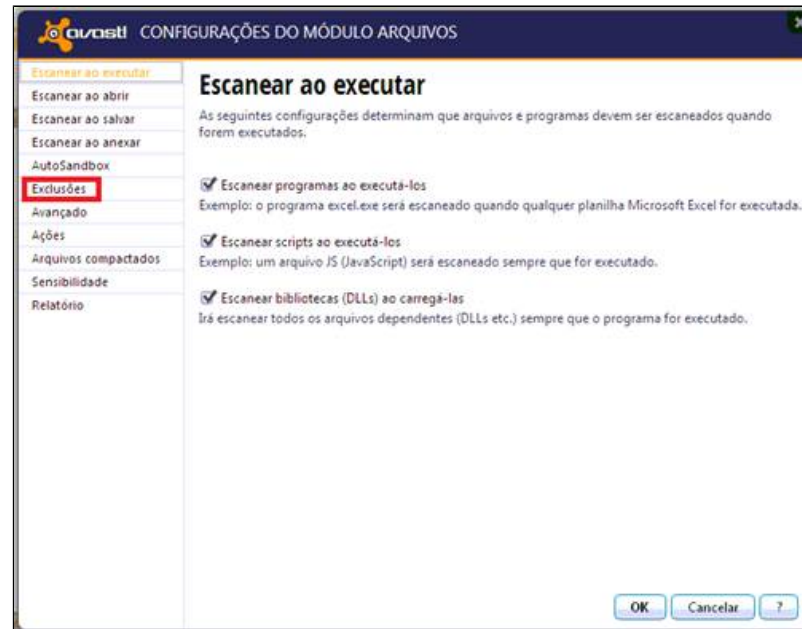 avast! CONFIGURAÇÕES DO MÓDULO ARQUIVOS
Escanear ao executar
Escanear ao abrir
Escanear ao salvar
Escanear ao anexar
AutoSandbox
Exclusões
Avançado
Ações
Arquivos compactados
Sensibilidade
Relatório
Escanear ao executar
As seguintes configurações determinam que arquivos e programas devem ser escaneados quando
forem executados.
Escanear programas ao executá-los
Exemplo: o programa excel.exe será escaneado quando qualquer planilha Microsoft Excel for executada.
Escanear scripts ao executá-los
Exemplo: um arquivo JS (JavaScript) será escaneado sempre que for executado.
Escanear bibliotecas (DLLs) ao carregá-las
Irá escanear todos os arquivos dependentes (DLLs etc.) sempre que o programa for executado.
OK Cancelar ?